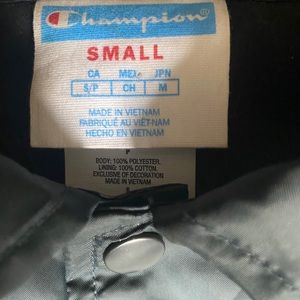 Champion®
SMALL
CA MEX JPN
S/P CH M
MADE IN VIETNAM
FABRIQUÉ AU VIÊT-NAM
HECHO EN VIETNAM
BODY: 100% POLYESTER.
LINING: 100% COTTON.
EXCLUSIVE OF DECORATION
MADE IN VIETNAM